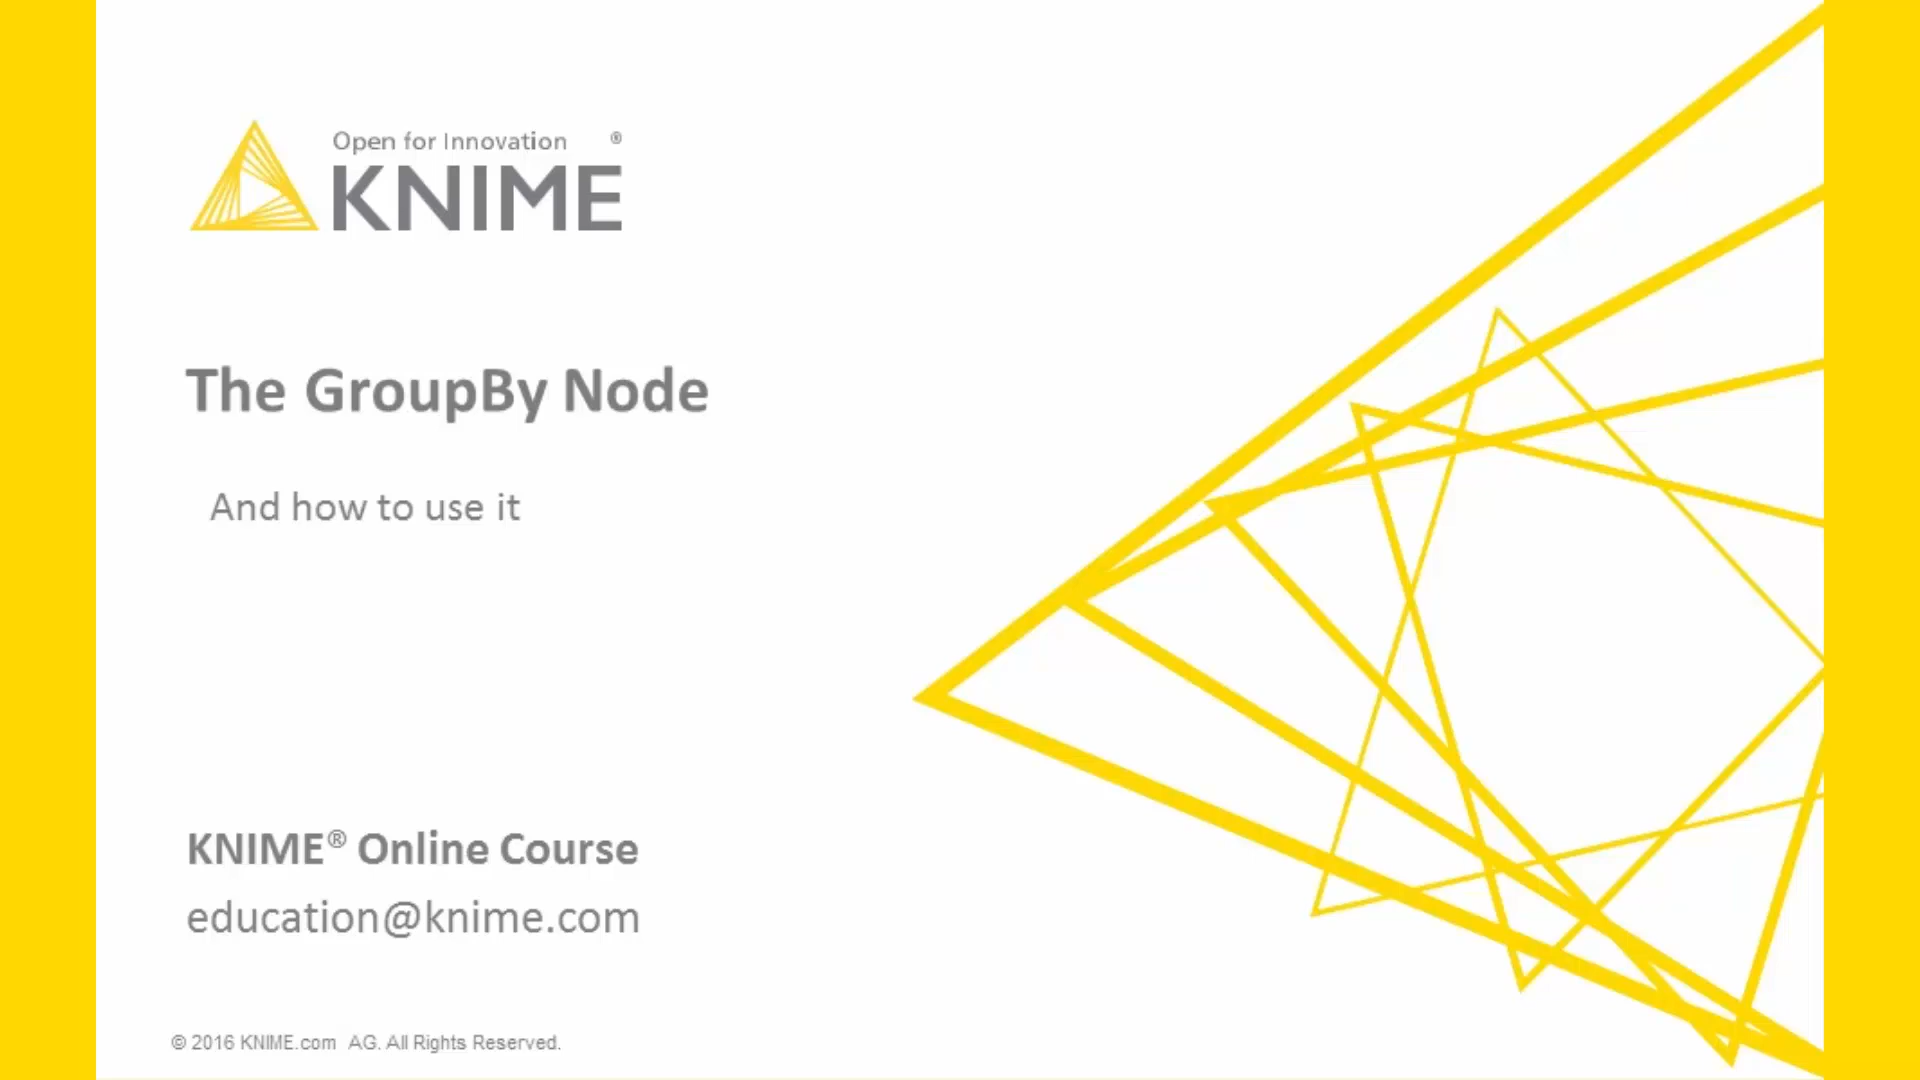 Open for Innovation ®
KNIME
The GroupBy Node
And how to use it
KNIME® Online Course
education@knime.com
© 2016 KNIME.com AG. All Rights Reserved.